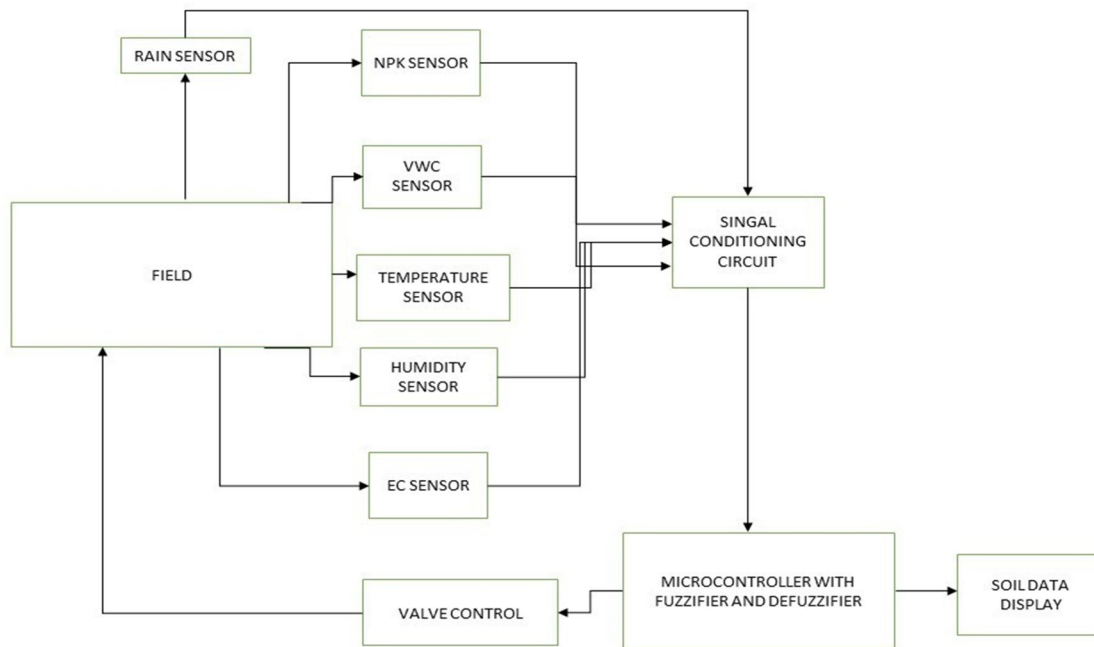 RAIN SENSOR
NPK SENSOR
VWC
SENSOR
SINGAL
CONDITIONING
CIRCUIT
FIELD
TEMPERATURE
SENSOR
HUMIDITY
SENSOR
EC SENSOR
MICROCONTROLLER WITH
FUZZIFIER AND DEFUZZIFIER
SOIL DATA
DISPLAY
VALVE CONTROL